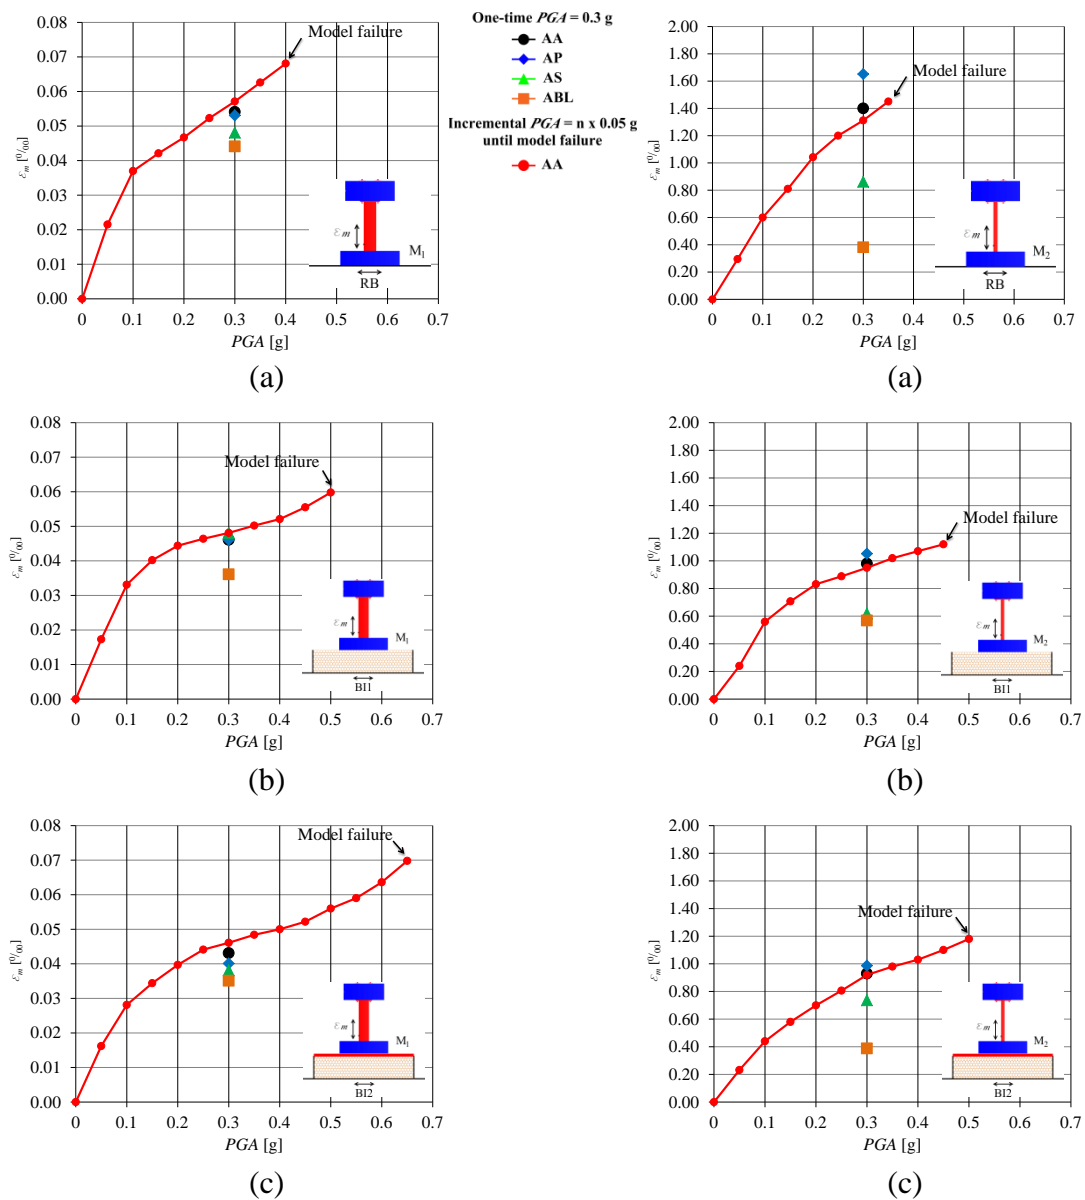 One-time PGA = 0.3 g
AA
AP
AS
ABL
Incremental PGA = n x 0.05 g
until model failure
AA
0.08
0.07
0.06
0.05
0.04
0.03
0.02
0.01
0.00
εm [⁰/₀₀]
Model failure
εm
M₁
RB
0
0.1
0.2
0.3
0.4
0.5
0.6
0.7
PGA [g]
(a)
2.00
1.80
1.60
1.40
1.20
1.00
0.80
0.60
0.40
0.20
0.00
εm [⁰/₀₀]
Model failure
εm
M₂
RB
0
0.1
0.2
0.3
0.4
0.5
0.6
0.7
PGA [g]
(a)
0.08
0.07
0.06
0.05
0.04
0.03
0.02
0.01
0.00
εm [⁰/₀₀]
Model failure
εm
M₁
BI1
0
0.1
0.2
0.3
0.4
0.5
0.6
0.7
PGA [g]
(b)
2.00
1.80
1.60
1.40
1.20
1.00
0.80
0.60
0.40
0.20
0.00
εm [⁰/₀₀]
Model failure
εm
M₂
BI1
0
0.1
0.2
0.3
0.4
0.5
0.6
0.7
PGA [g]
(b)
0.08
0.07
0.06
0.05
0.04
0.03
0.02
0.01
0.00
εm [⁰/₀₀]
Model failure
εm
M₁
BI2
0
0.1
0.2
0.3
0.4
0.5
0.6
0.7
PGA [g]
(c)
2.00
1.80
1.60
1.40
1.20
1.00
0.80
0.60
0.40
0.20
0.00
εm [⁰/₀₀]
Model failure
εm
M₂
BI2
0
0.1
0.2
0.3
0.4
0.5
0.6
0.7
PGA [g]
(c)